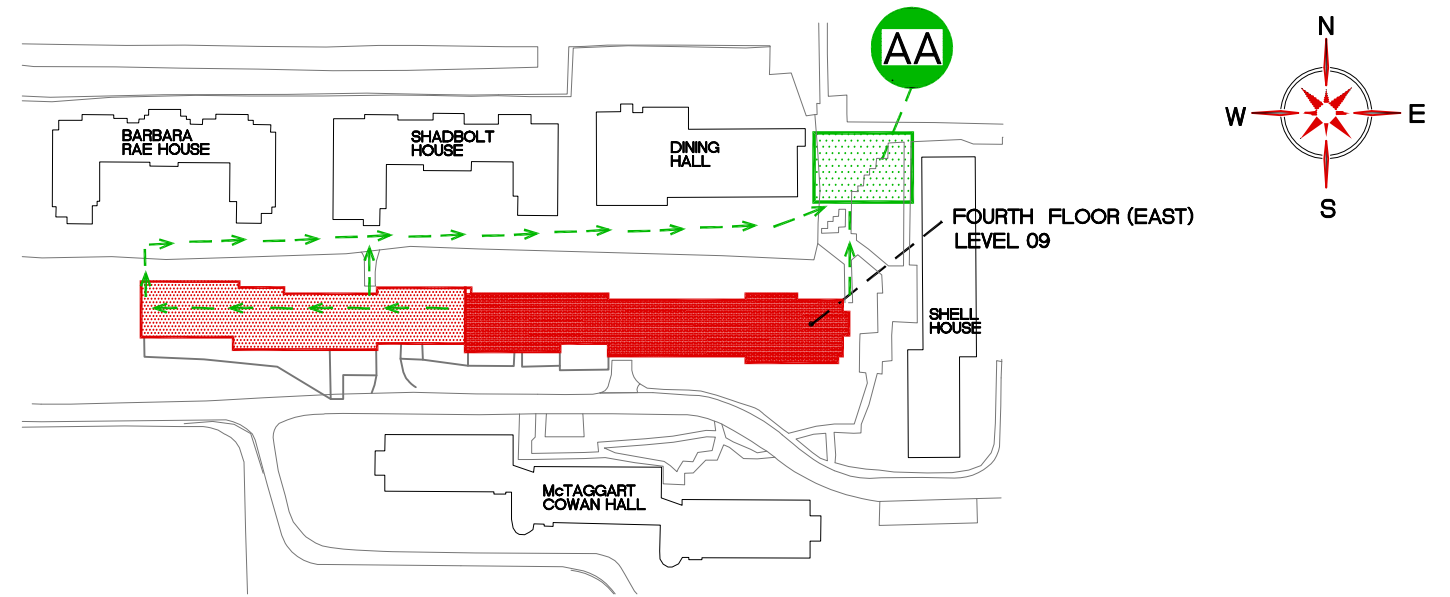 AA
N
W
E
S
BARBARA
RAE HOUSE
SHADBOLT
HOUSE
DINING
HALL
FOURTH FLOOR (EAST)
LEVEL 09
SHELL
HOUSE
McTAGGART
COWAN HALL